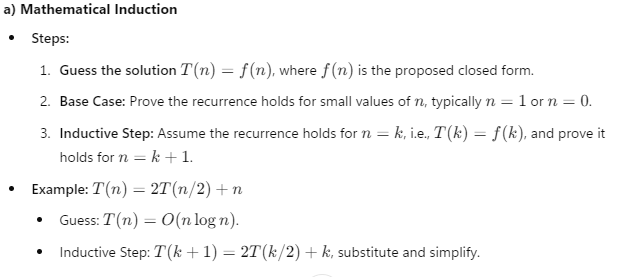 a) Mathematical Induction
• Steps:
1. Guess the solution T(n) = f(n), where f(n) is the proposed closed form.
2. Base Case: Prove the recurrence holds for small values of n, typically n = 1 or n = 0.
3. Inductive Step: Assume the recurrence holds for n = k, i.e., T(k) = f(k), and prove it
holds for n = k + 1.
• Example: T(n) = 2T(n/2) + n
• Guess: T(n) = O(n log n).
• Inductive Step: T(k + 1) = 2T(k/2) + k, substitute and simplify.